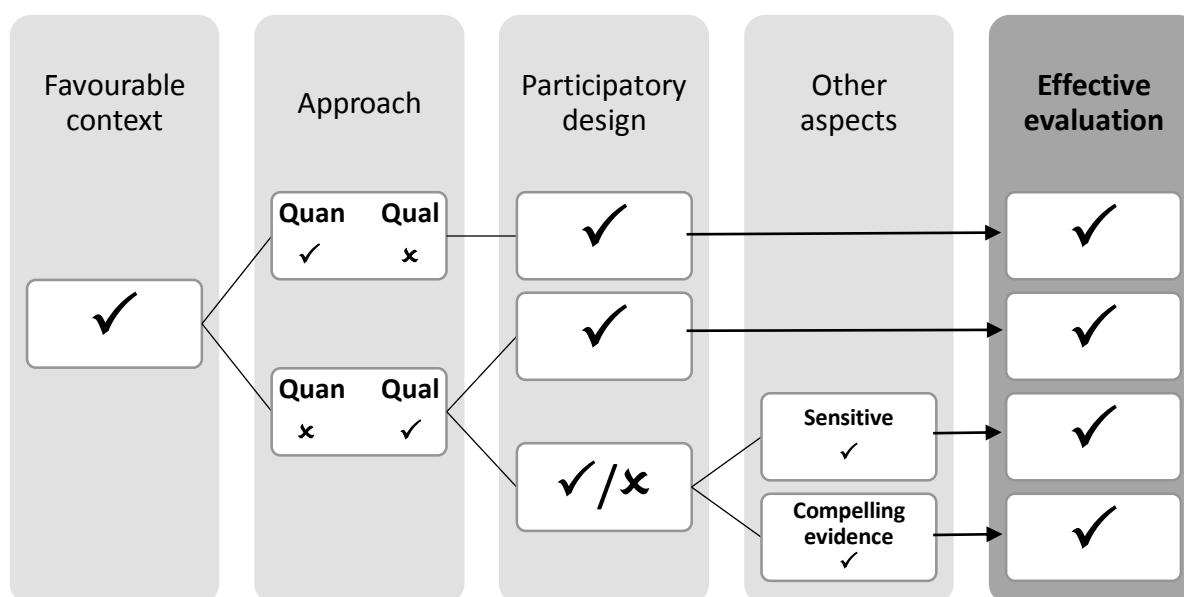 Favourable
context
Approach
Participatory
design
Other
aspects
Effective
evaluation
Quan Qual
✓ ✗
✓
✓
✓
✓
✓
✓
Quan Qual
✗ ✓
✓/✗
Sensitive
✓
✓
Compelling
evidence
✓
✓